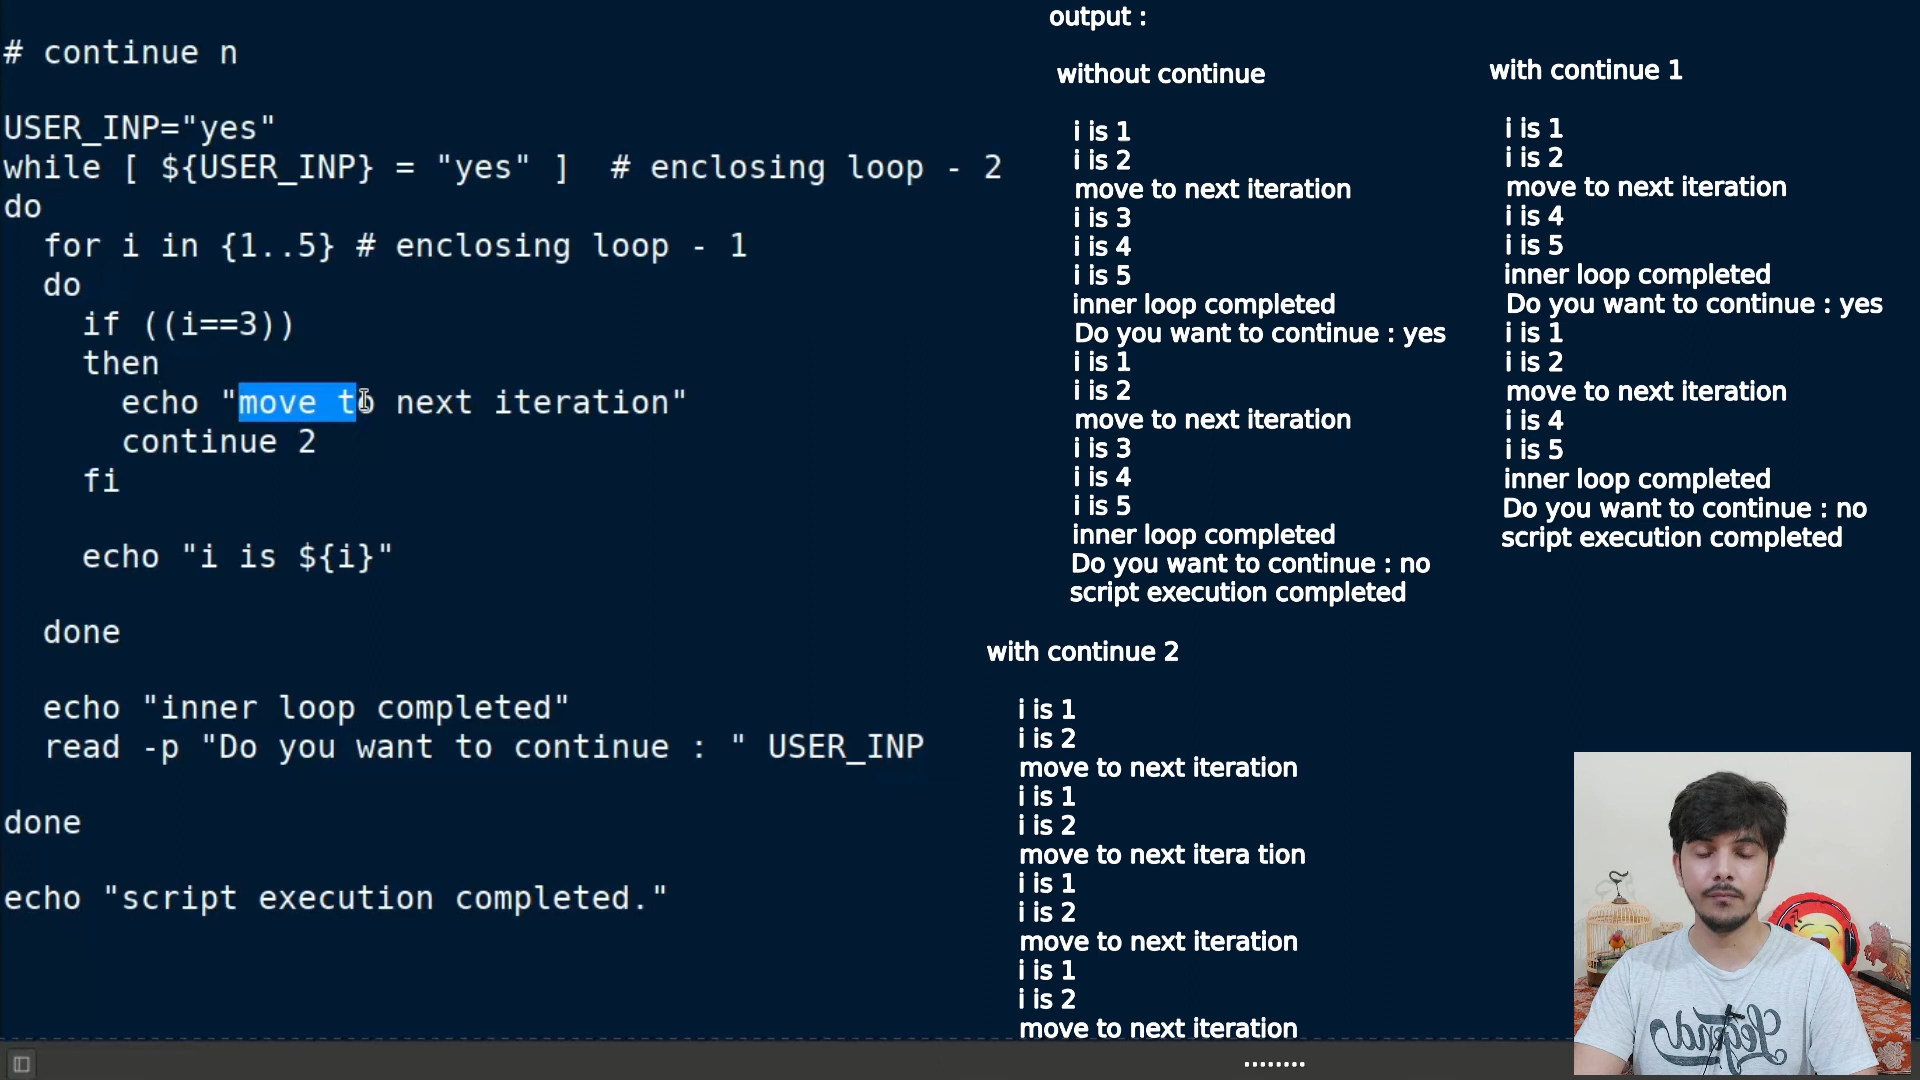 # continue n
USER_INP="yes"
while [ ${USER_INP} = "yes" ]  # enclosing loop - 2
do
for i in {1..5} # enclosing loop - 1
do
if ((i==3))
then
echo "move to next iteration"
continue 2
fi
echo "i is ${i}"
done
echo "inner loop completed"
read -p "Do you want to continue : " USER_INP
done
echo "script execution completed."
output :
without continue
i is 1
i is 2
move to next iteration
i is 3
i is 4
i is 5
inner loop completed
Do you want to continue : yes
i is 1
i is 2
move to next iteration
i is 3
i is 4
i is 5
inner loop completed
Do you want to continue : no
script execution completed
with continue 1
i is 1
i is 2
move to next iteration
i is 4
i is 5
inner loop completed
Do you want to continue : yes
i is 1
i is 2
move to next iteration
i is 4
i is 5
inner loop completed
Do you want to continue : no
script execution completed
with continue 2
i is 1
i is 2
move to next iteration
i is 1
i is 2
move to next itera tion
i is 1
i is 2
move to next iteration
i is 1
i is 2
move to next iteration
........
Legend